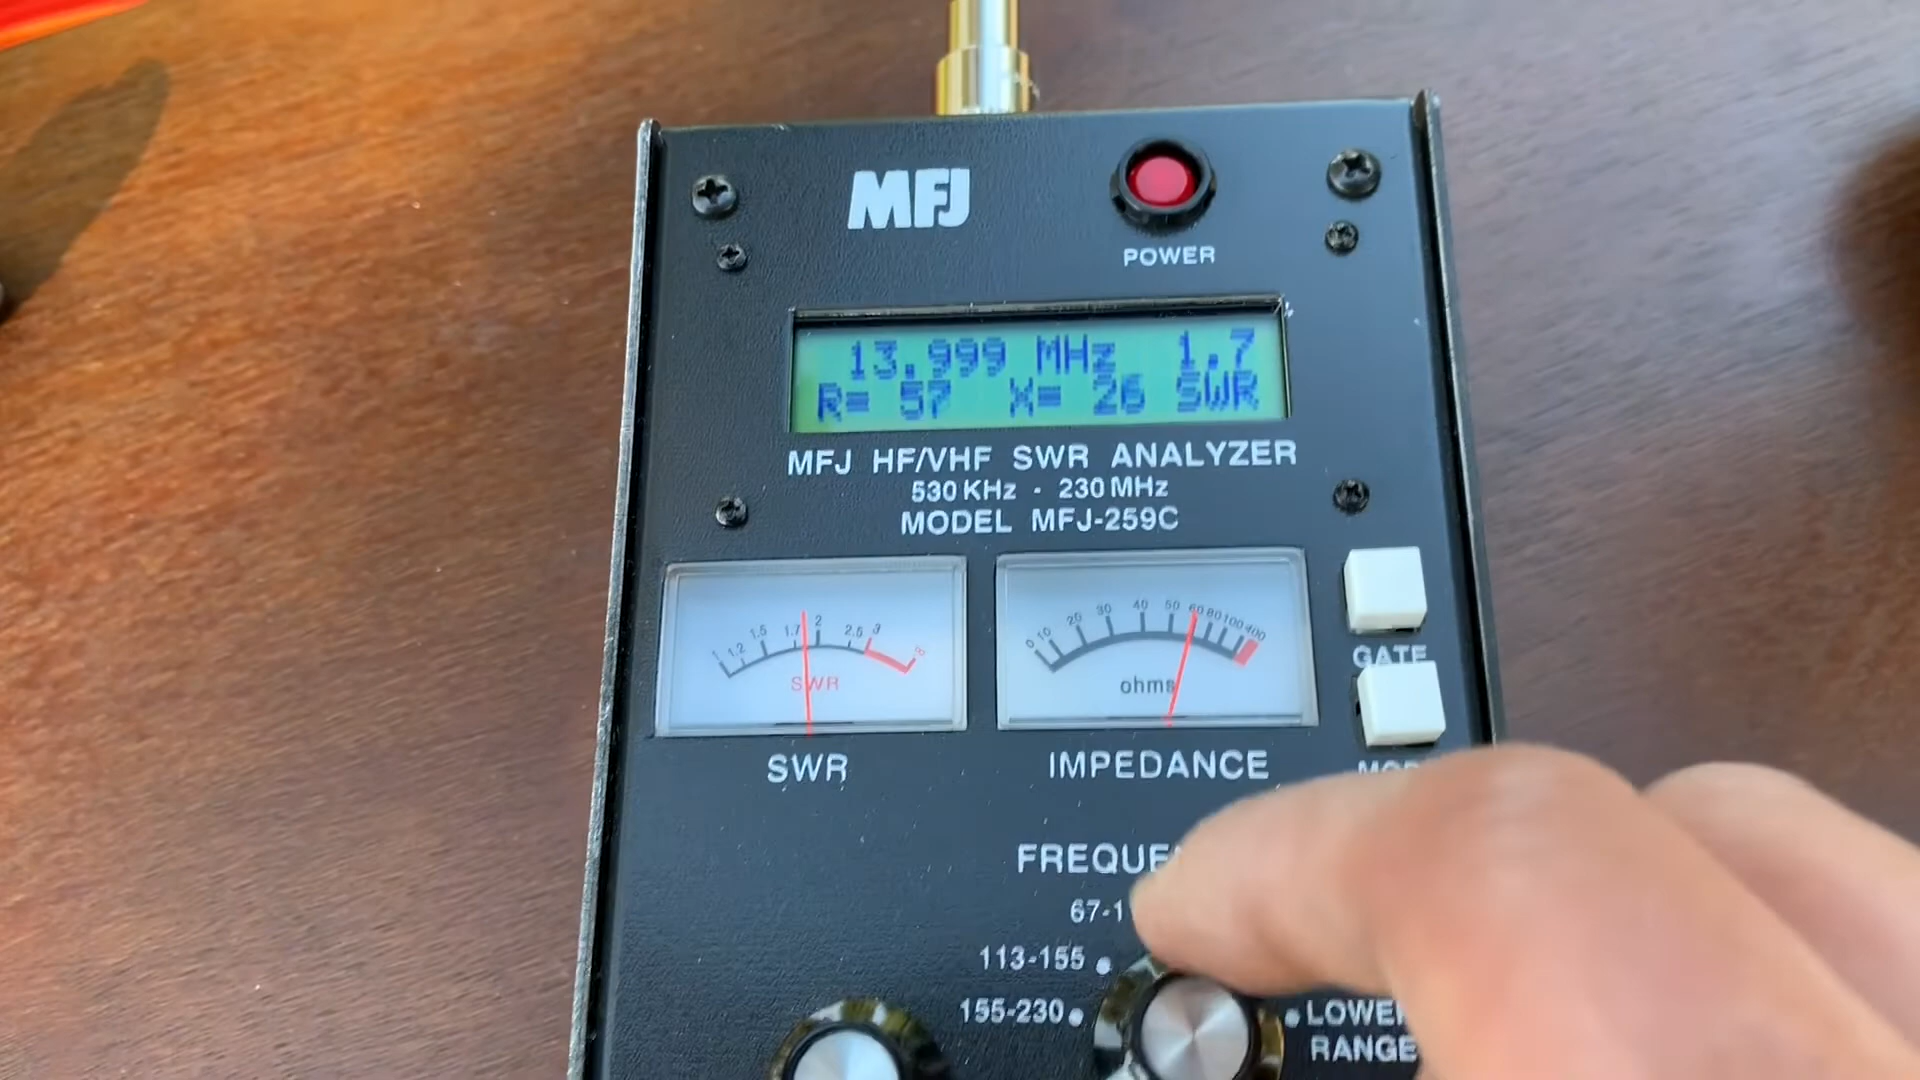 MFJ
POWER
13.999 MHz 1.7
R= 57 X= 26 SWR
MFJ HF/VHF SWR ANALYZER
530 KHz - 230 MHz
MODEL MFJ-259C
1 1.2 1.5 1.7 2 2.5 3 ∞
SWR
0 10 20 30 40 50 60 80 100 400
ohms
GATE
SWR
IMPEDANCE
67-1
113-155
155-230
LOWER
RANGE